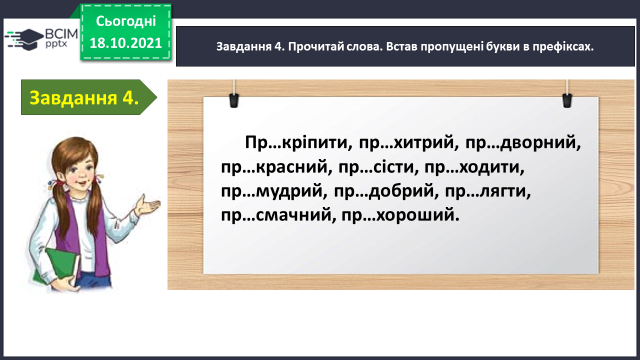 ВСІМ
pptx
Сьогодні
18.10.2021
Завдання 4. Прочитай слова. Встав пропущені букви в префіксах.
Завдання 4.
Пр…кріпити, пр…хитрий, пр…дворний,
пр…красний, пр…сісти, пр…ходити,
пр…мудрий, пр…добрий, пр…лягти,
пр…смачний, пр…хороший.